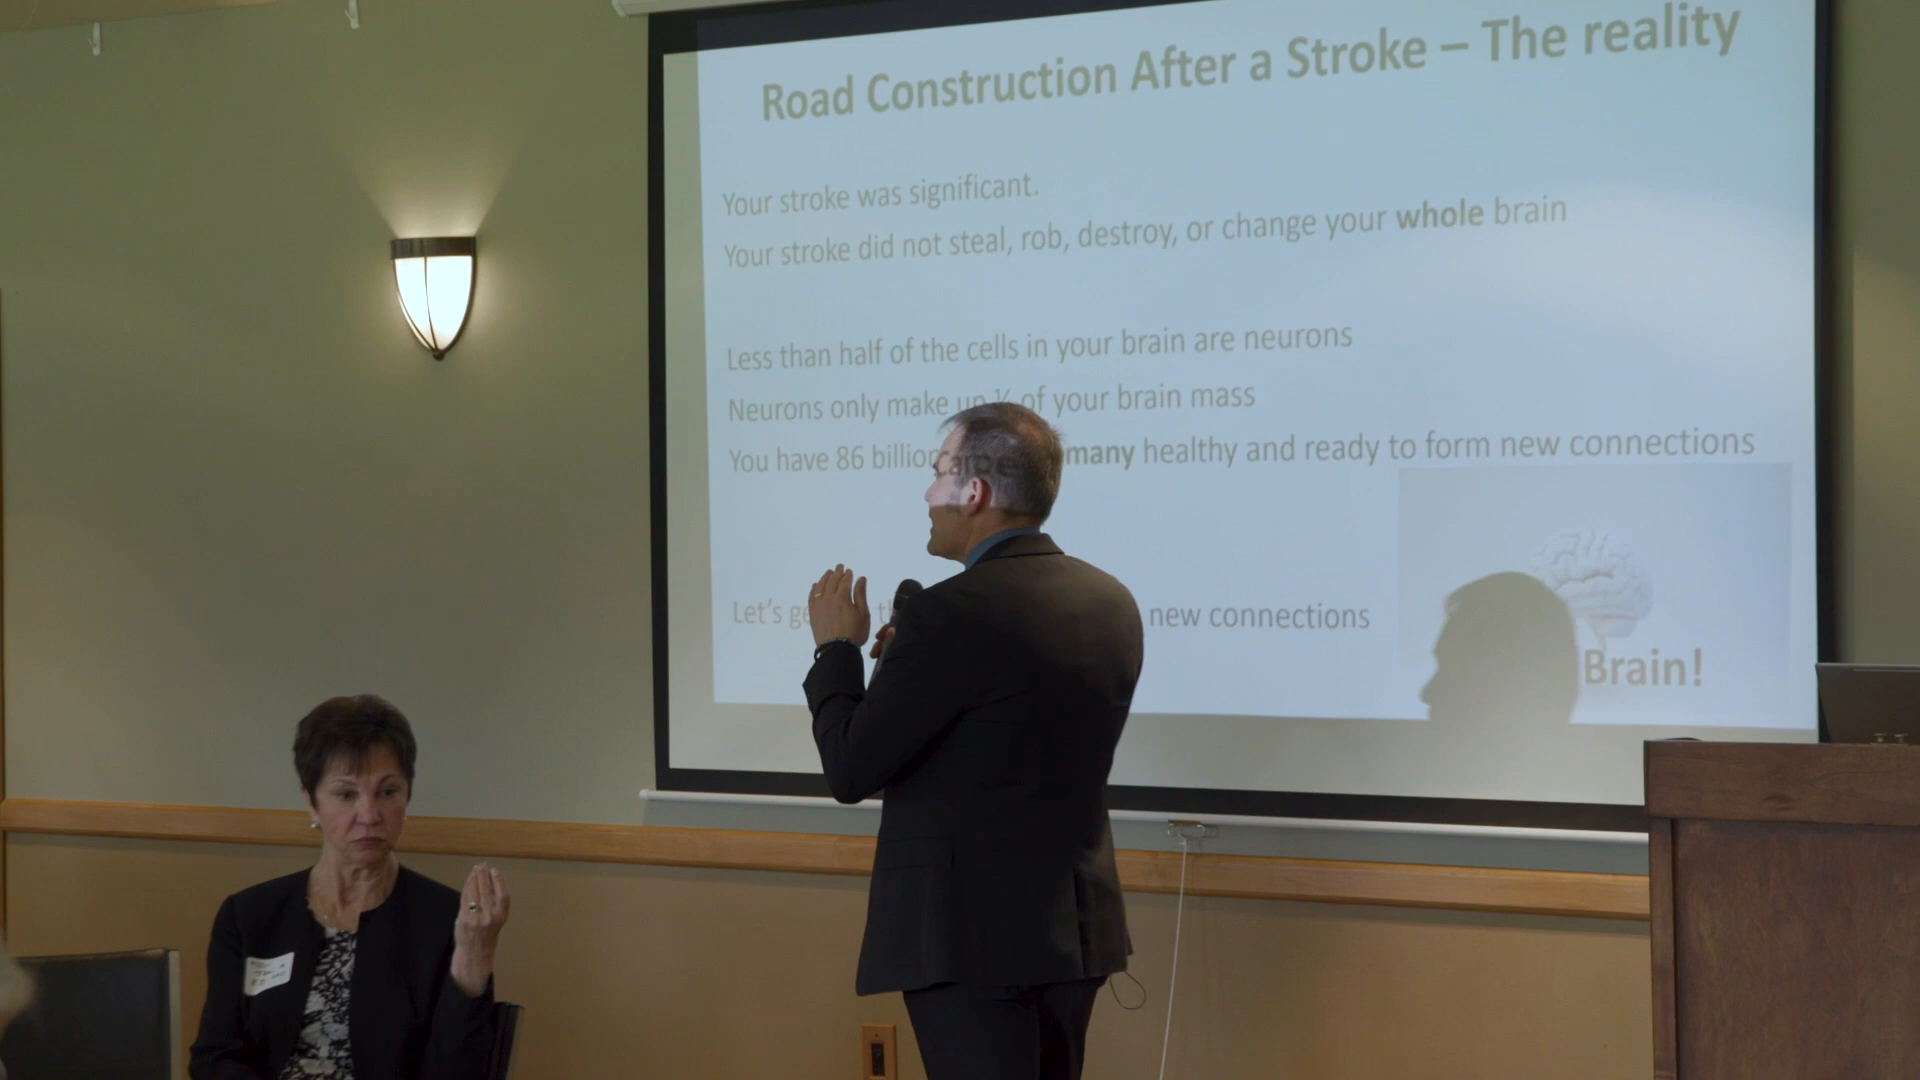 Road Construction After a Stroke – The reality
Your stroke was significant.
Your stroke did not steal, rob, destroy, or change your whole brain
Less than half of the cells in your brain are neurons
Neurons only make up ¼ of your brain mass
You have 86 billion many healthy and ready to form new connections
Let's new connections
Brain!